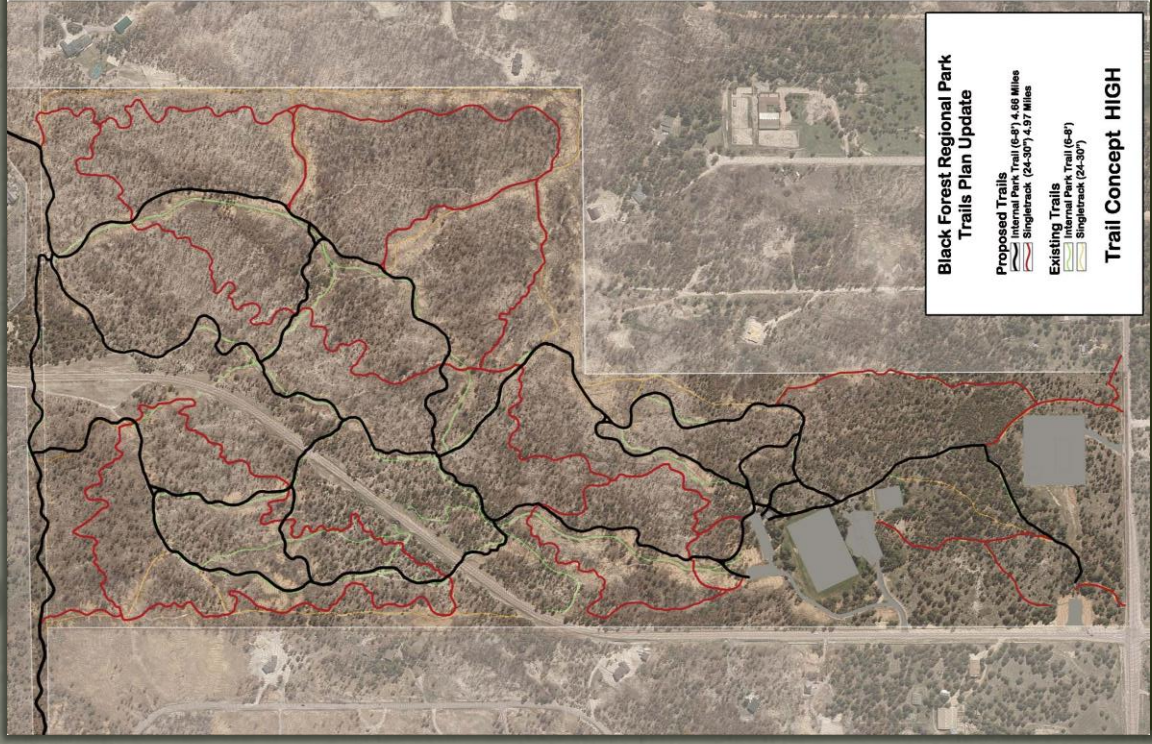 Black Forest Regional Park
Trails Plan Update
Proposed Trails
Internal Park Trail (6-8') 4.66 Miles
Singletrack (24-30") 4.97 Miles
Existing Trails
Internal Park Trail (6-8')
Singletrack (24-30")
Trail Concept HIGH